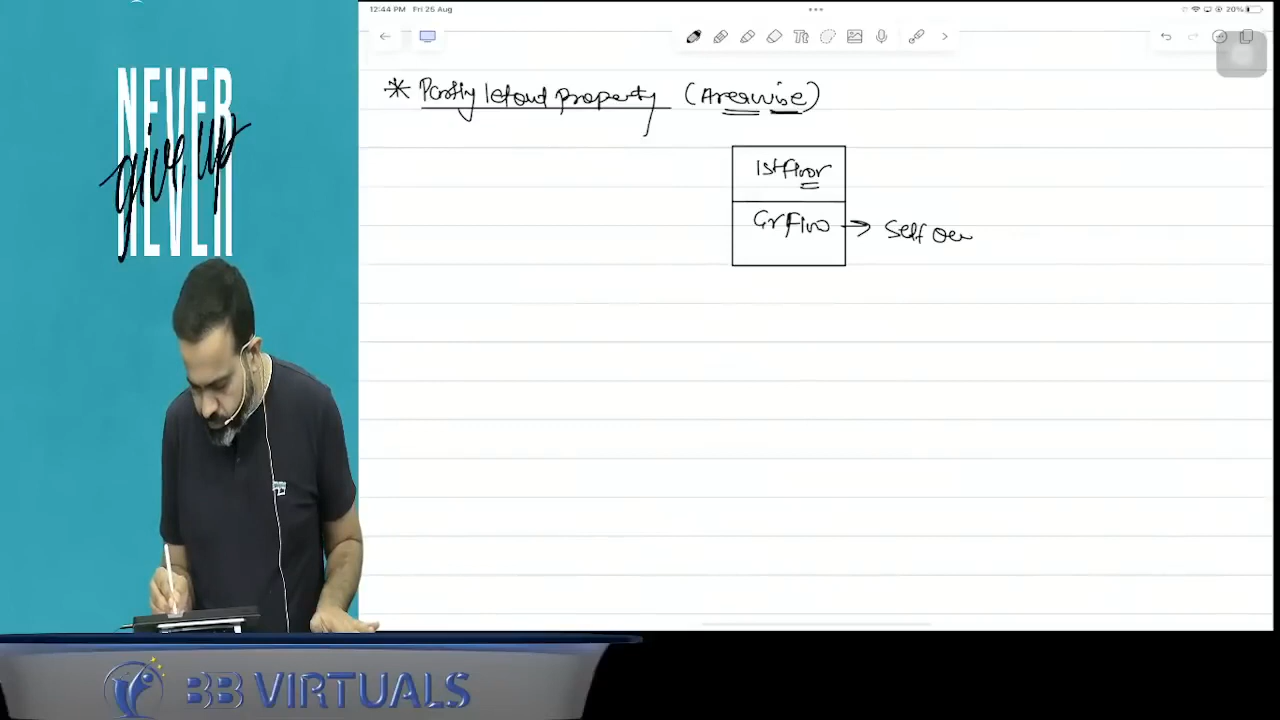 12:44 PM Fri 26 Aug
20%
* Partly letout property (Areawise)
1st floor
Gr Floo → Self Occ
NEVER
give up
NEVER
BB VIRTUALS